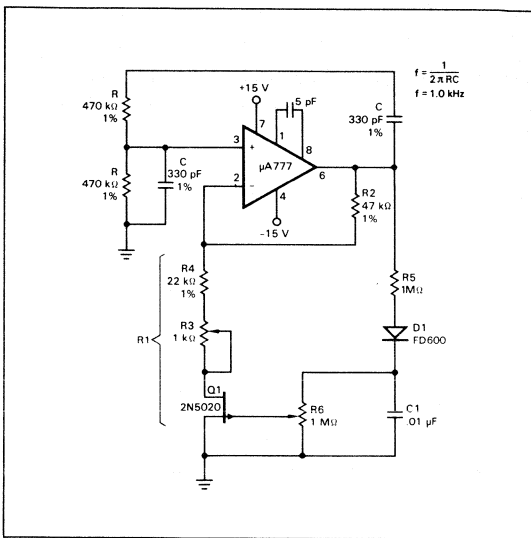 f = 1 / 2 π RC
f = 1.0 kHz
R
470 kΩ
1%
R
470 kΩ
1%
C
330 pF
1%
+15 V
7
5 pF
1
8
3
+
μA777
6
2
−
4
-15 V
C
330 pF
1%
R2
47 kΩ
1%
R1
R4
22 kΩ
1%
R3
1 kΩ
Q1
2N5020
R6
1 MΩ
R5
1MΩ
D1
FD600
C1
.01 μF